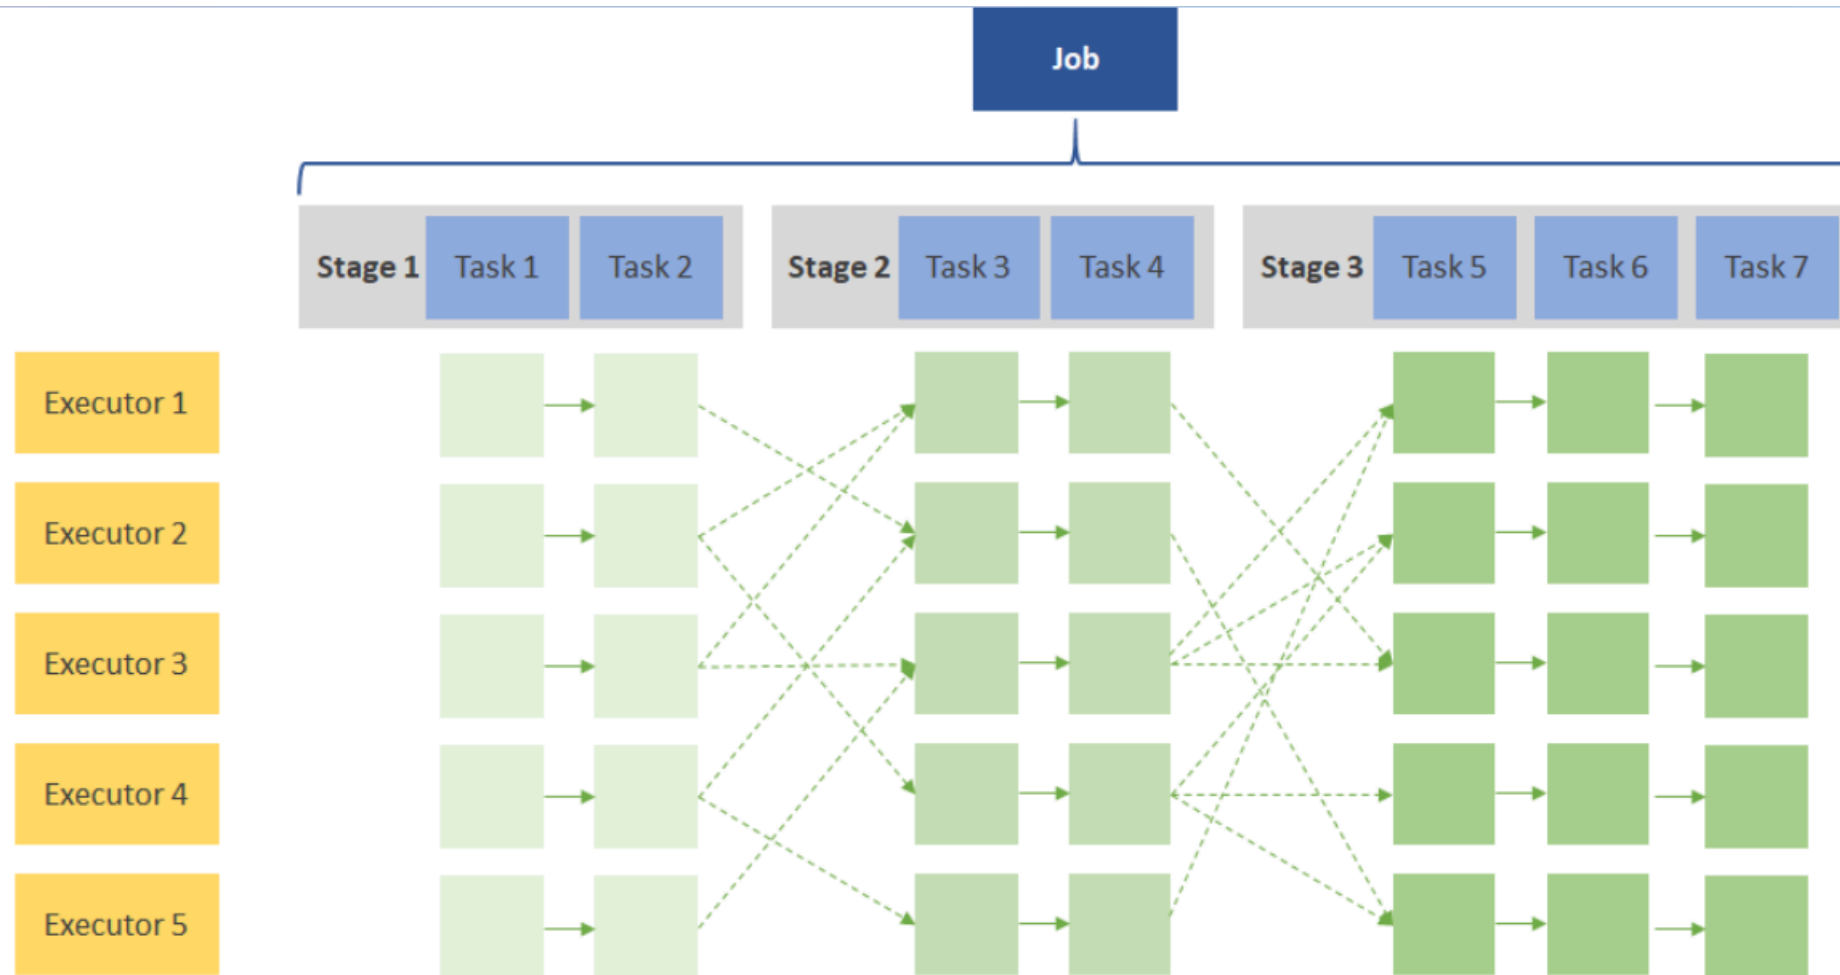 Job
Stage 1 Task 1 Task 2 Stage 2 Task 3 Task 4 Stage 3 Task 5 Task 6 Task 7
Executor 1
Executor 2
Executor 3
Executor 4
Executor 5